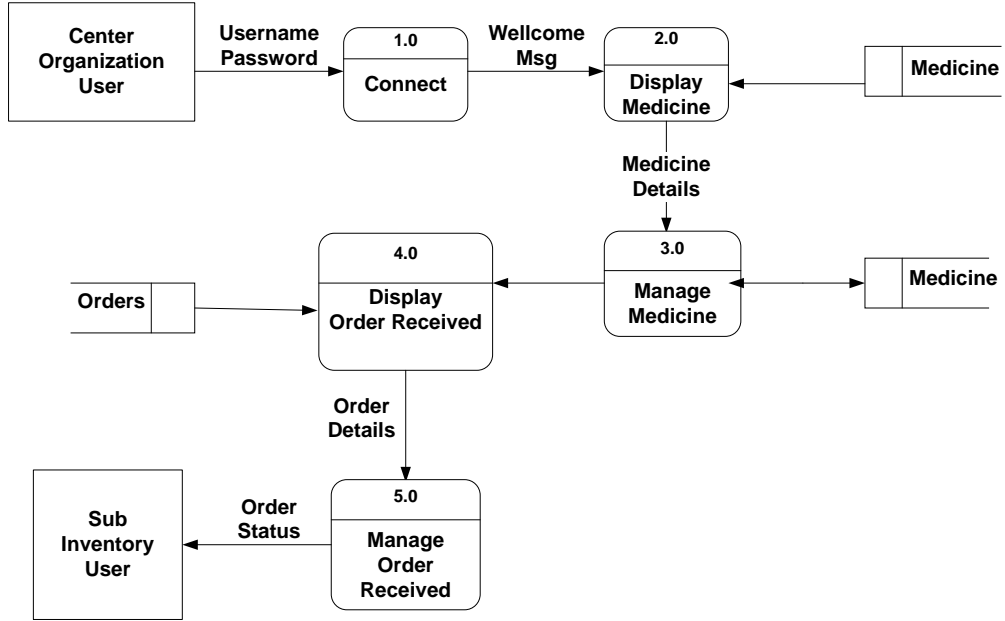 Center
Organization
User
Username
Password
1.0
Connect
Wellcome
Msg
2.0
Display
Medicine
Medicine
Medicine
Details
Orders
4.0
Display
Order Received
3.0
Manage
Medicine
Medicine
Order
Details
Sub
Inventory
User
Order
Status
5.0
Manage
Order
Received